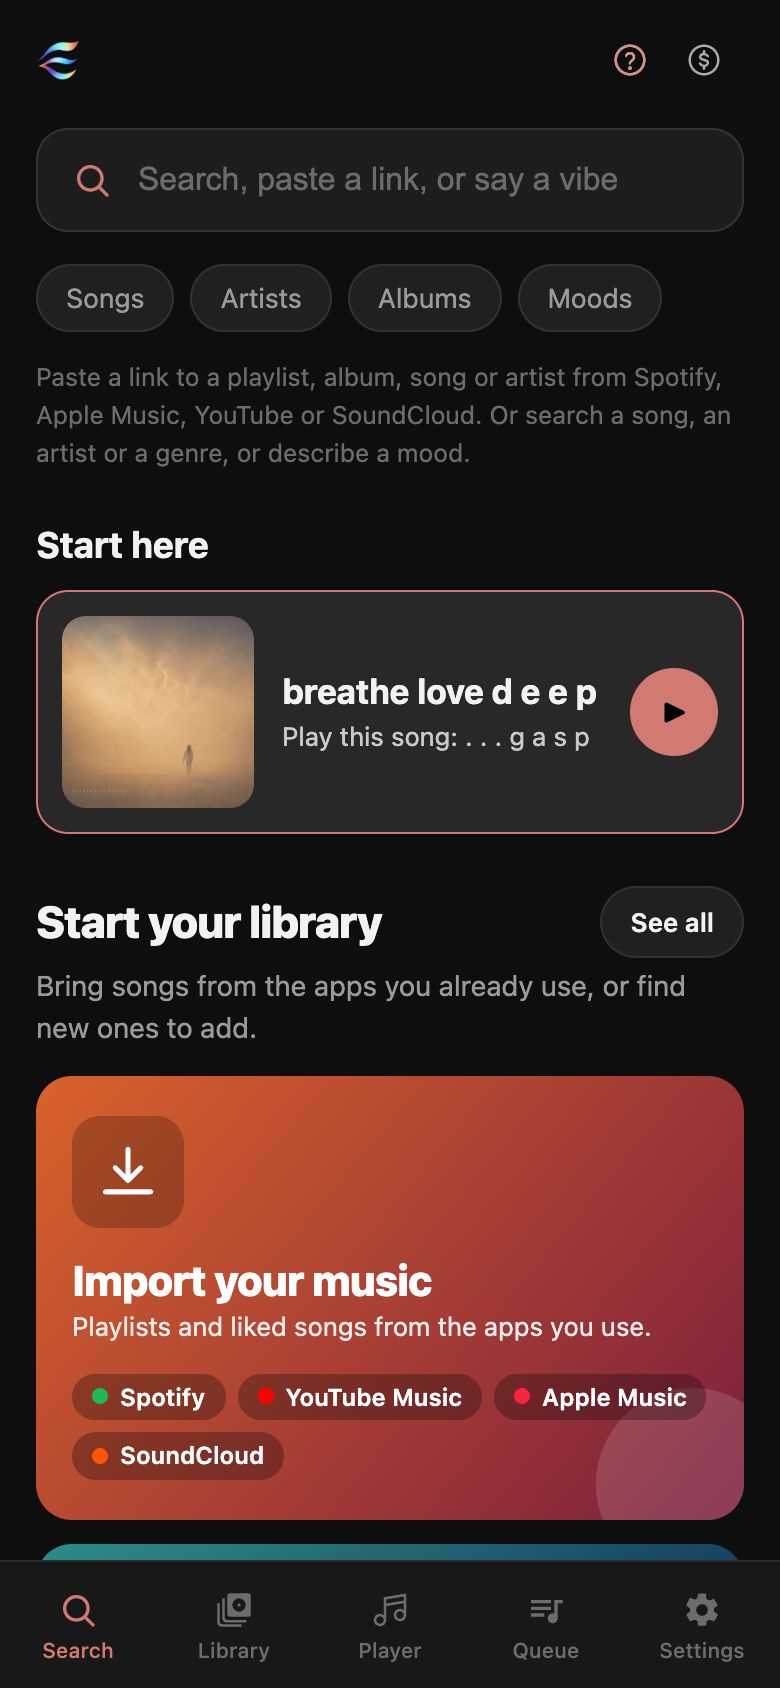 Search, paste a link, or say a vibe
Songs
Artists
Albums
Moods
Paste a link to a playlist, album, song or artist from Spotify,
Apple Music, YouTube or SoundCloud. Or search a song, an
artist or a genre, or describe a mood.
Start here
breathe love d e e p
Play this song: . . . g a s p
Start your library
See all
Bring songs from the apps you already use, or find
new ones to add.
Import your music
Playlists and liked songs from the apps you use.
Spotify
YouTube Music
Apple Music
SoundCloud
Search
Library
Player
Queue
Settings